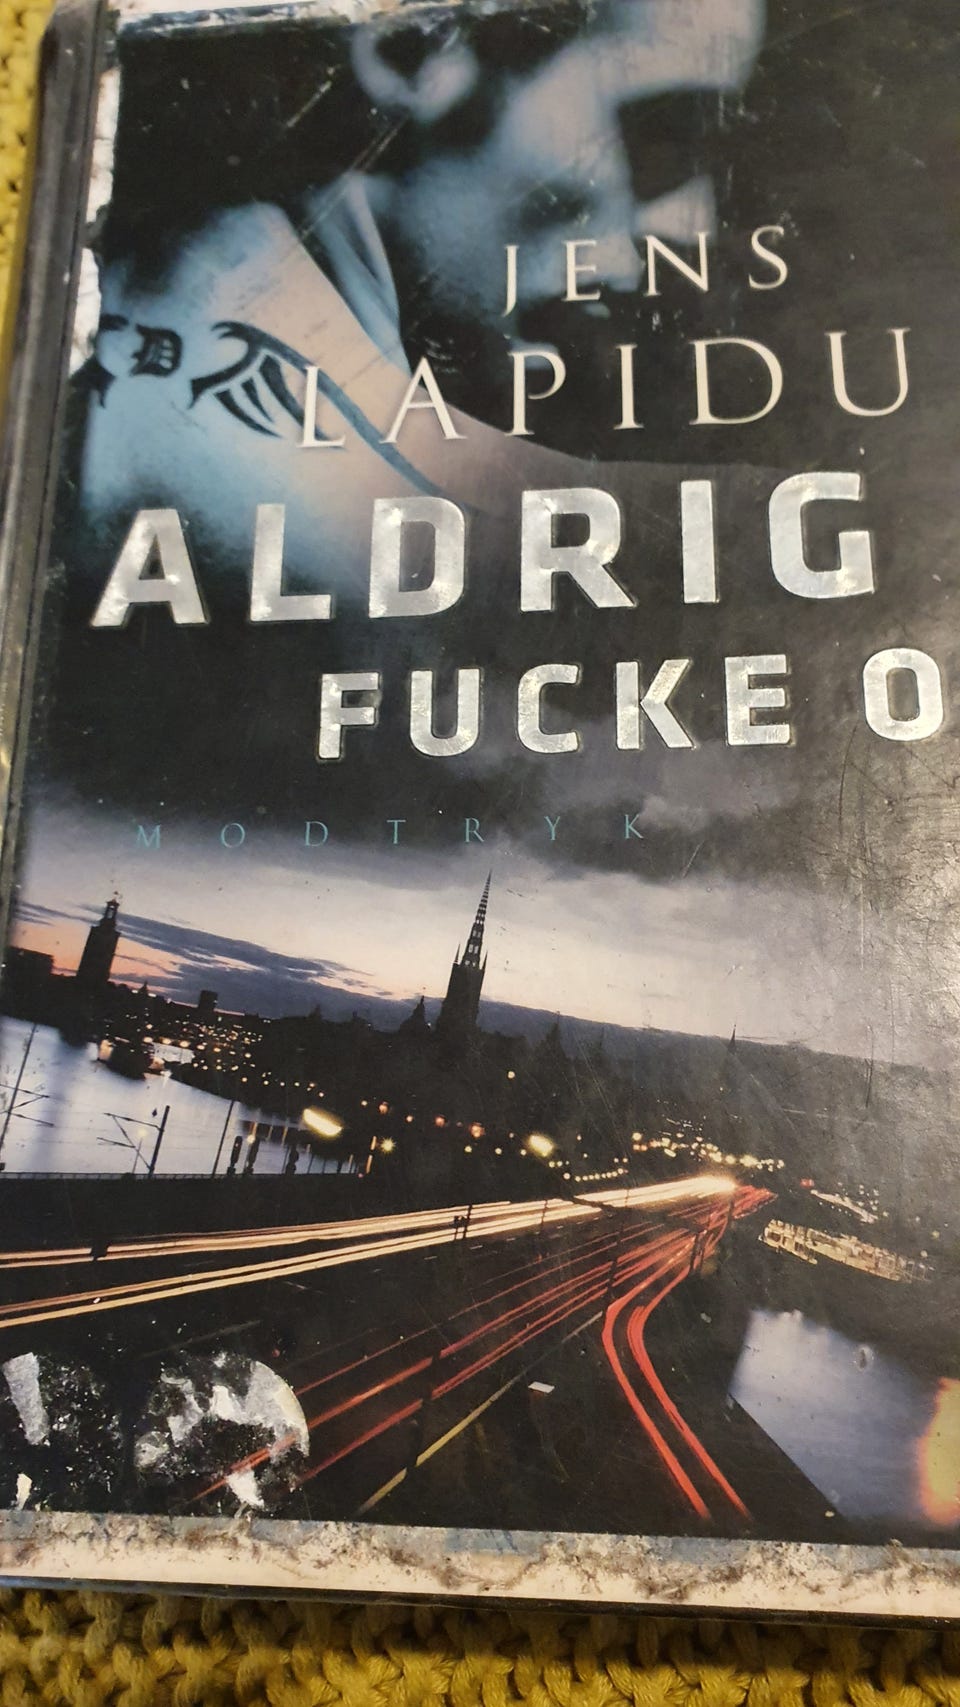 JENS
LAPIDU
ALDRIG
FUCKE O
MODTRYK
D